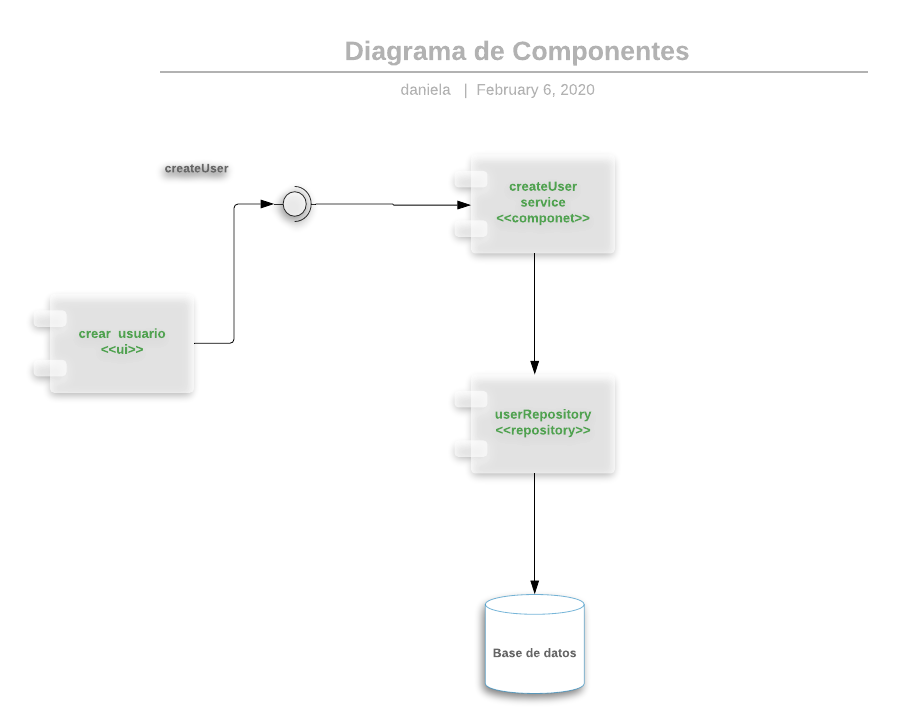 Diagrama de Componentes
daniela | February 6, 2020
createUser
createUser
service
<<componet>>
crear usuario
<<ui>>
userRepository
<<repository>>
Base de datos